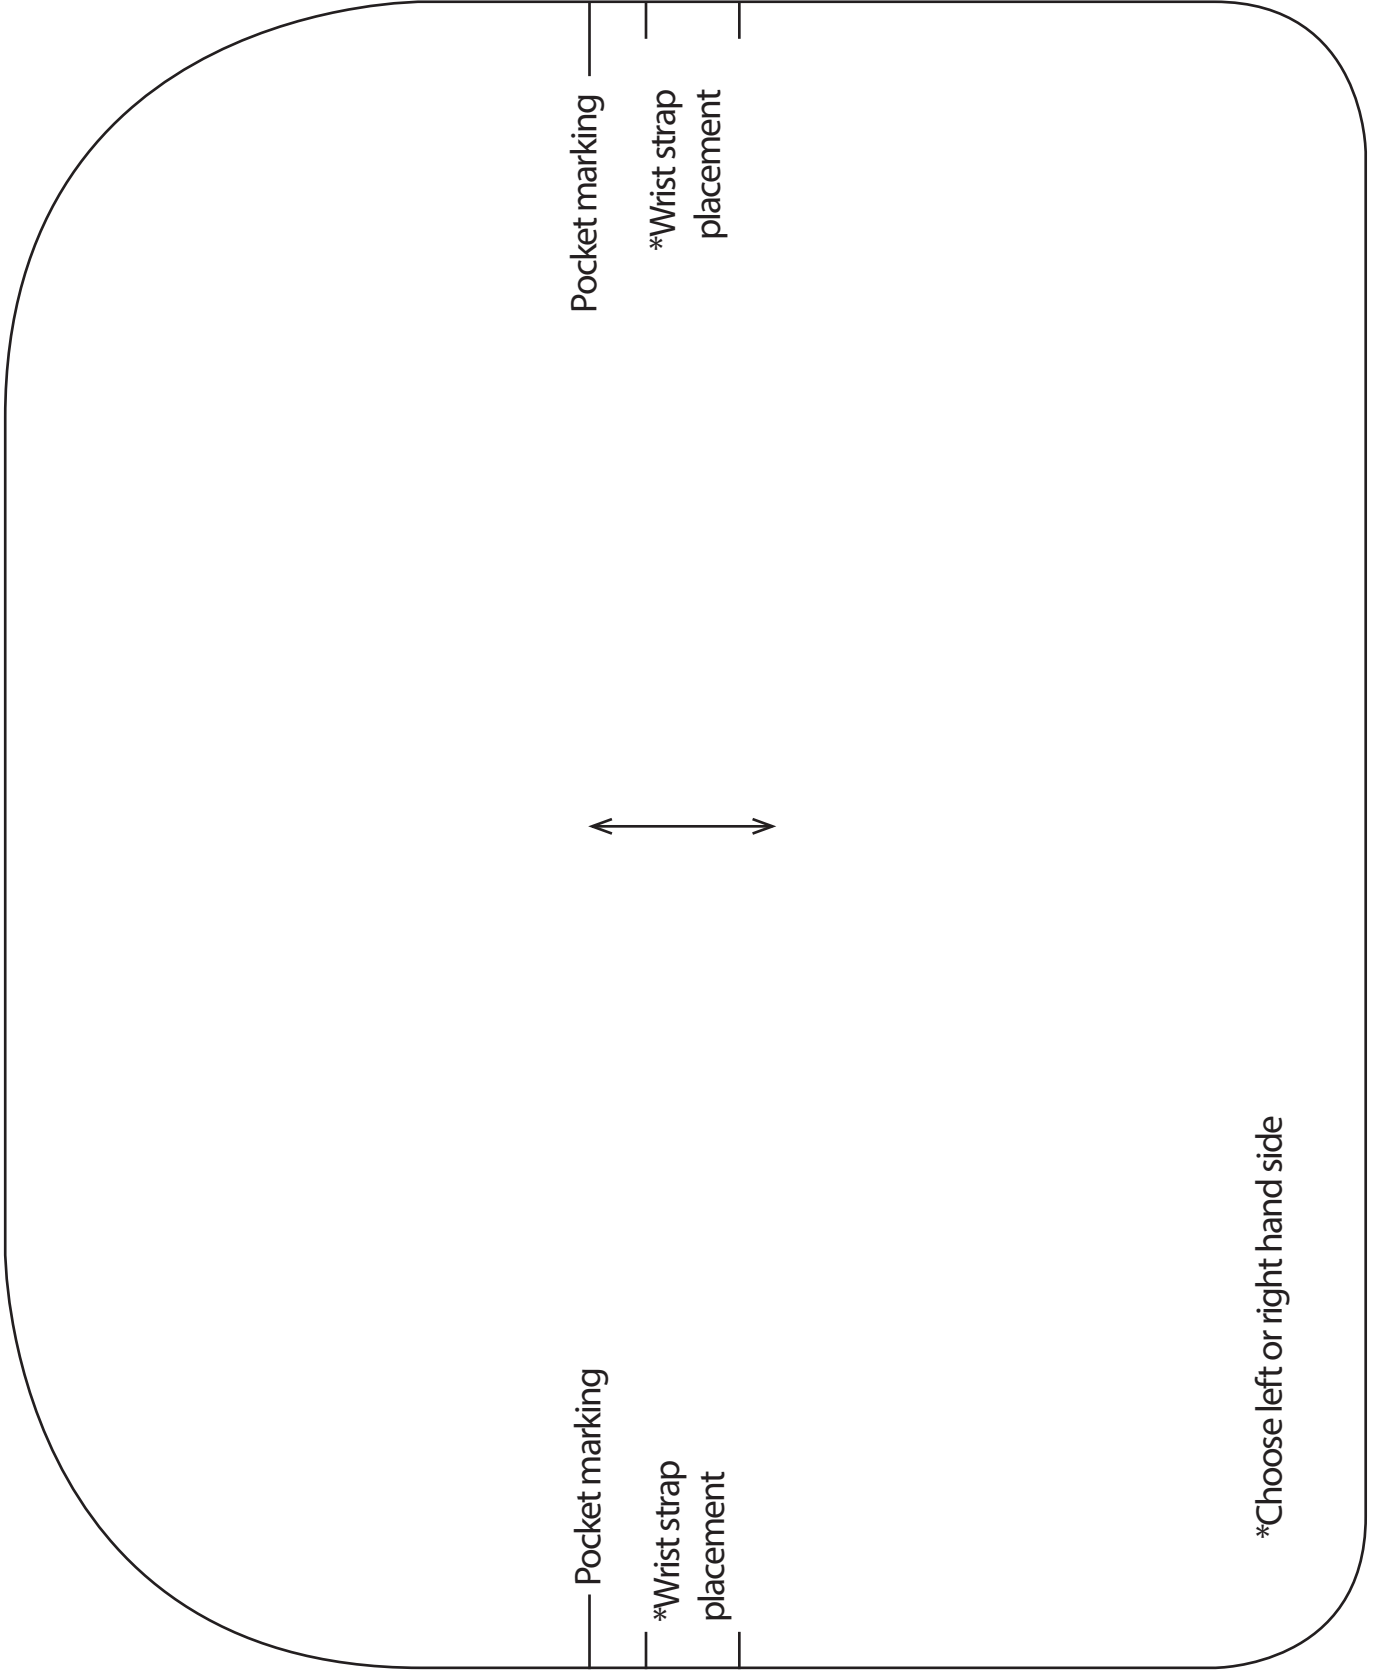 Pocket marking
*Wrist strap
placement
Pocket marking
*Wrist strap
placement
*Choose left or right hand side